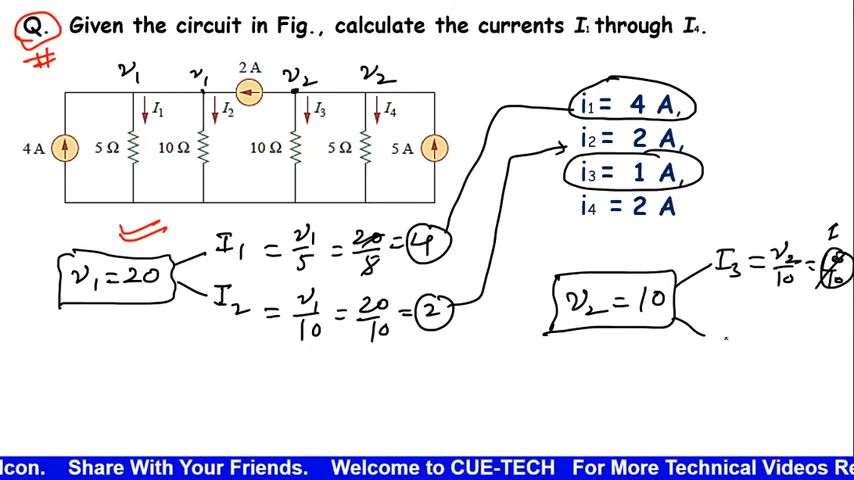 Q. Given the circuit in Fig., calculate the currents I₁ through I₄.
#
v₁ v₁ 2 A v₂ v₂
I₁ I₂ I₃ I₄
4 A 5 Ω 10 Ω 10 Ω 5 Ω 5 A
i₁ = 4 A,
i₂ = 2 A,
i₃ = 1 A,
i₄ = 2 A
v₁ = 20
I₁ = v₁/5 = 20/5 = 4
I₂ = v₁/10 = 20/10 = 2
v₂ = 10
I₃ = v₂/10 = 10/10 1
Icon. Share With Your Friends. Welcome to CUE-TECH For More Technical Videos Re